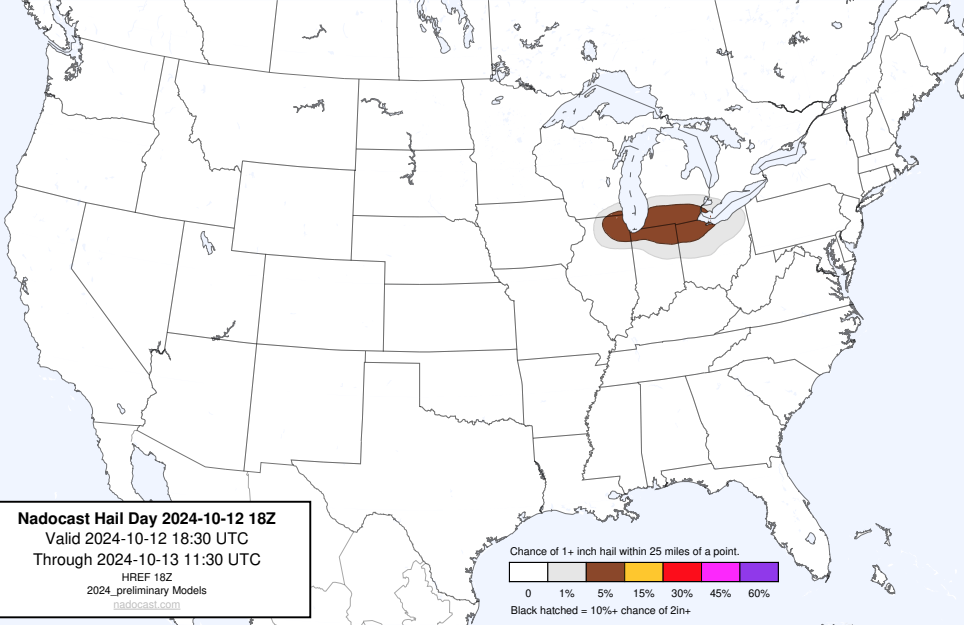 Nadocast Hail Day 2024-10-12 18Z
Valid 2024-10-12 18:30 UTC
Through 2024-10-13 11:30 UTC
HREF 18Z
2024_preliminary Models
nadocast.com
Chance of 1+ inch hail within 25 miles of a point.
0 1% 5% 15% 30% 45% 60%
Black hatched = 10%+ chance of 2in+